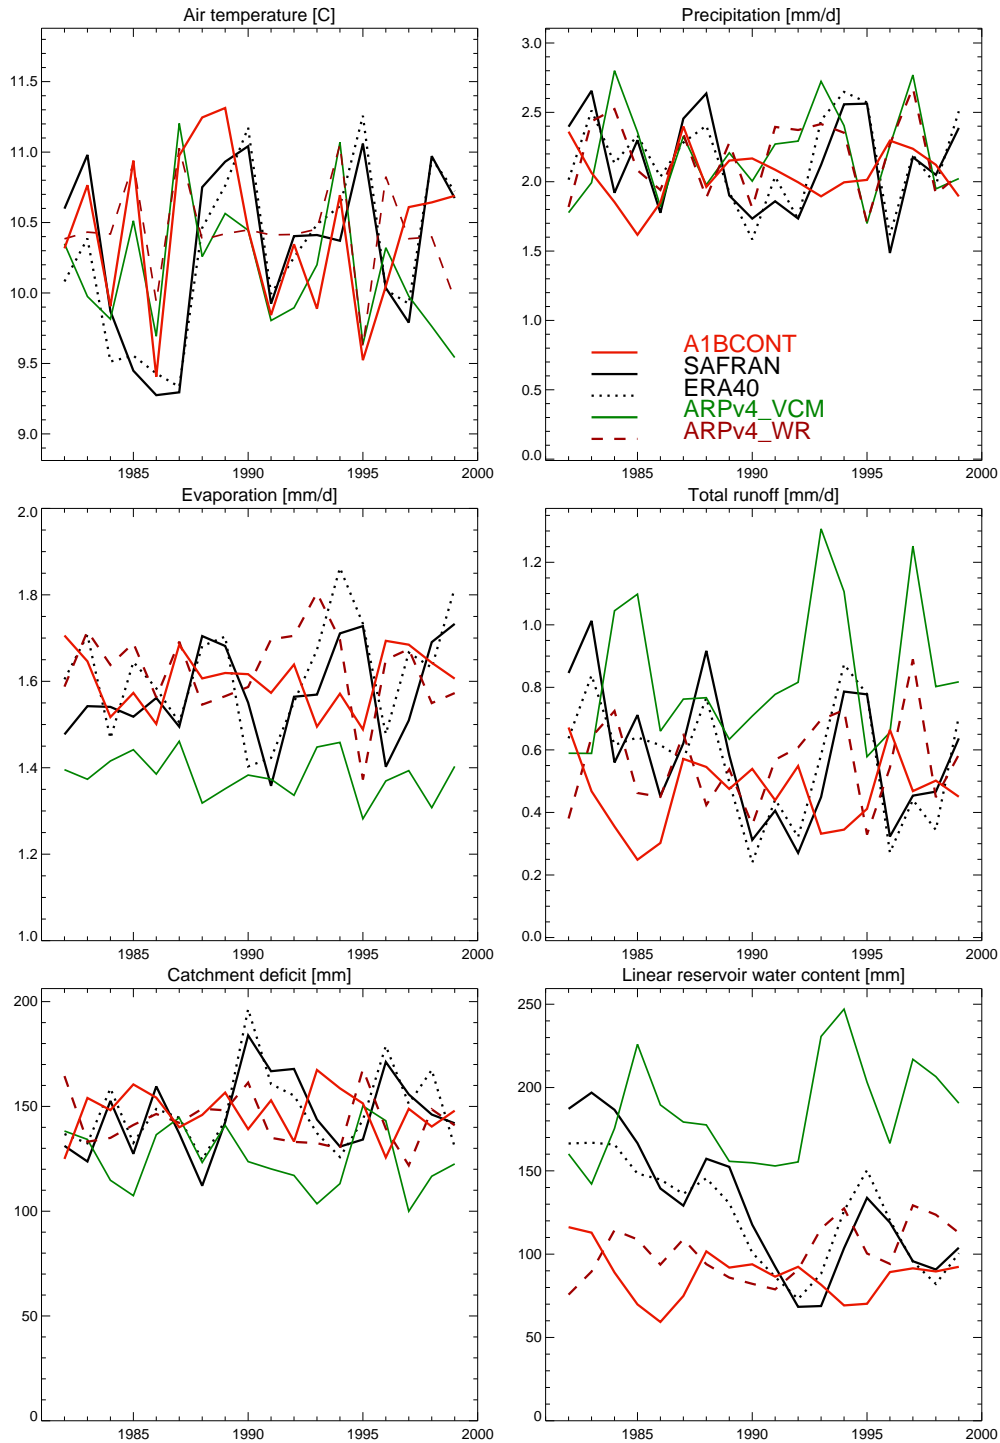 Air temperature [C]
11.5
11.0
10.5
10.0
9.5
9.0
1985 1990 1995 2000
Precipitation [mm/d]
3.0
2.5
2.0
1.5
1.0
0.5
0.0
A1BCONT
SAFRAN
ERA40
ARPv4_VCM
ARPv4_WR
1985 1990 1995 2000
Evaporation [mm/d]
2.0
1.8
1.6
1.4
1.2
1.0
1985 1990 1995 2000
Total runoff [mm/d]
1.2
1.0
0.8
0.6
0.4
0.2
0.0
1985 1990 1995 2000
Catchment deficit [mm]
200
150
100
50
0
1985 1990 1995 2000
Linear reservoir water content [mm]
250
200
150
100
50
0
1985 1990 1995 2000